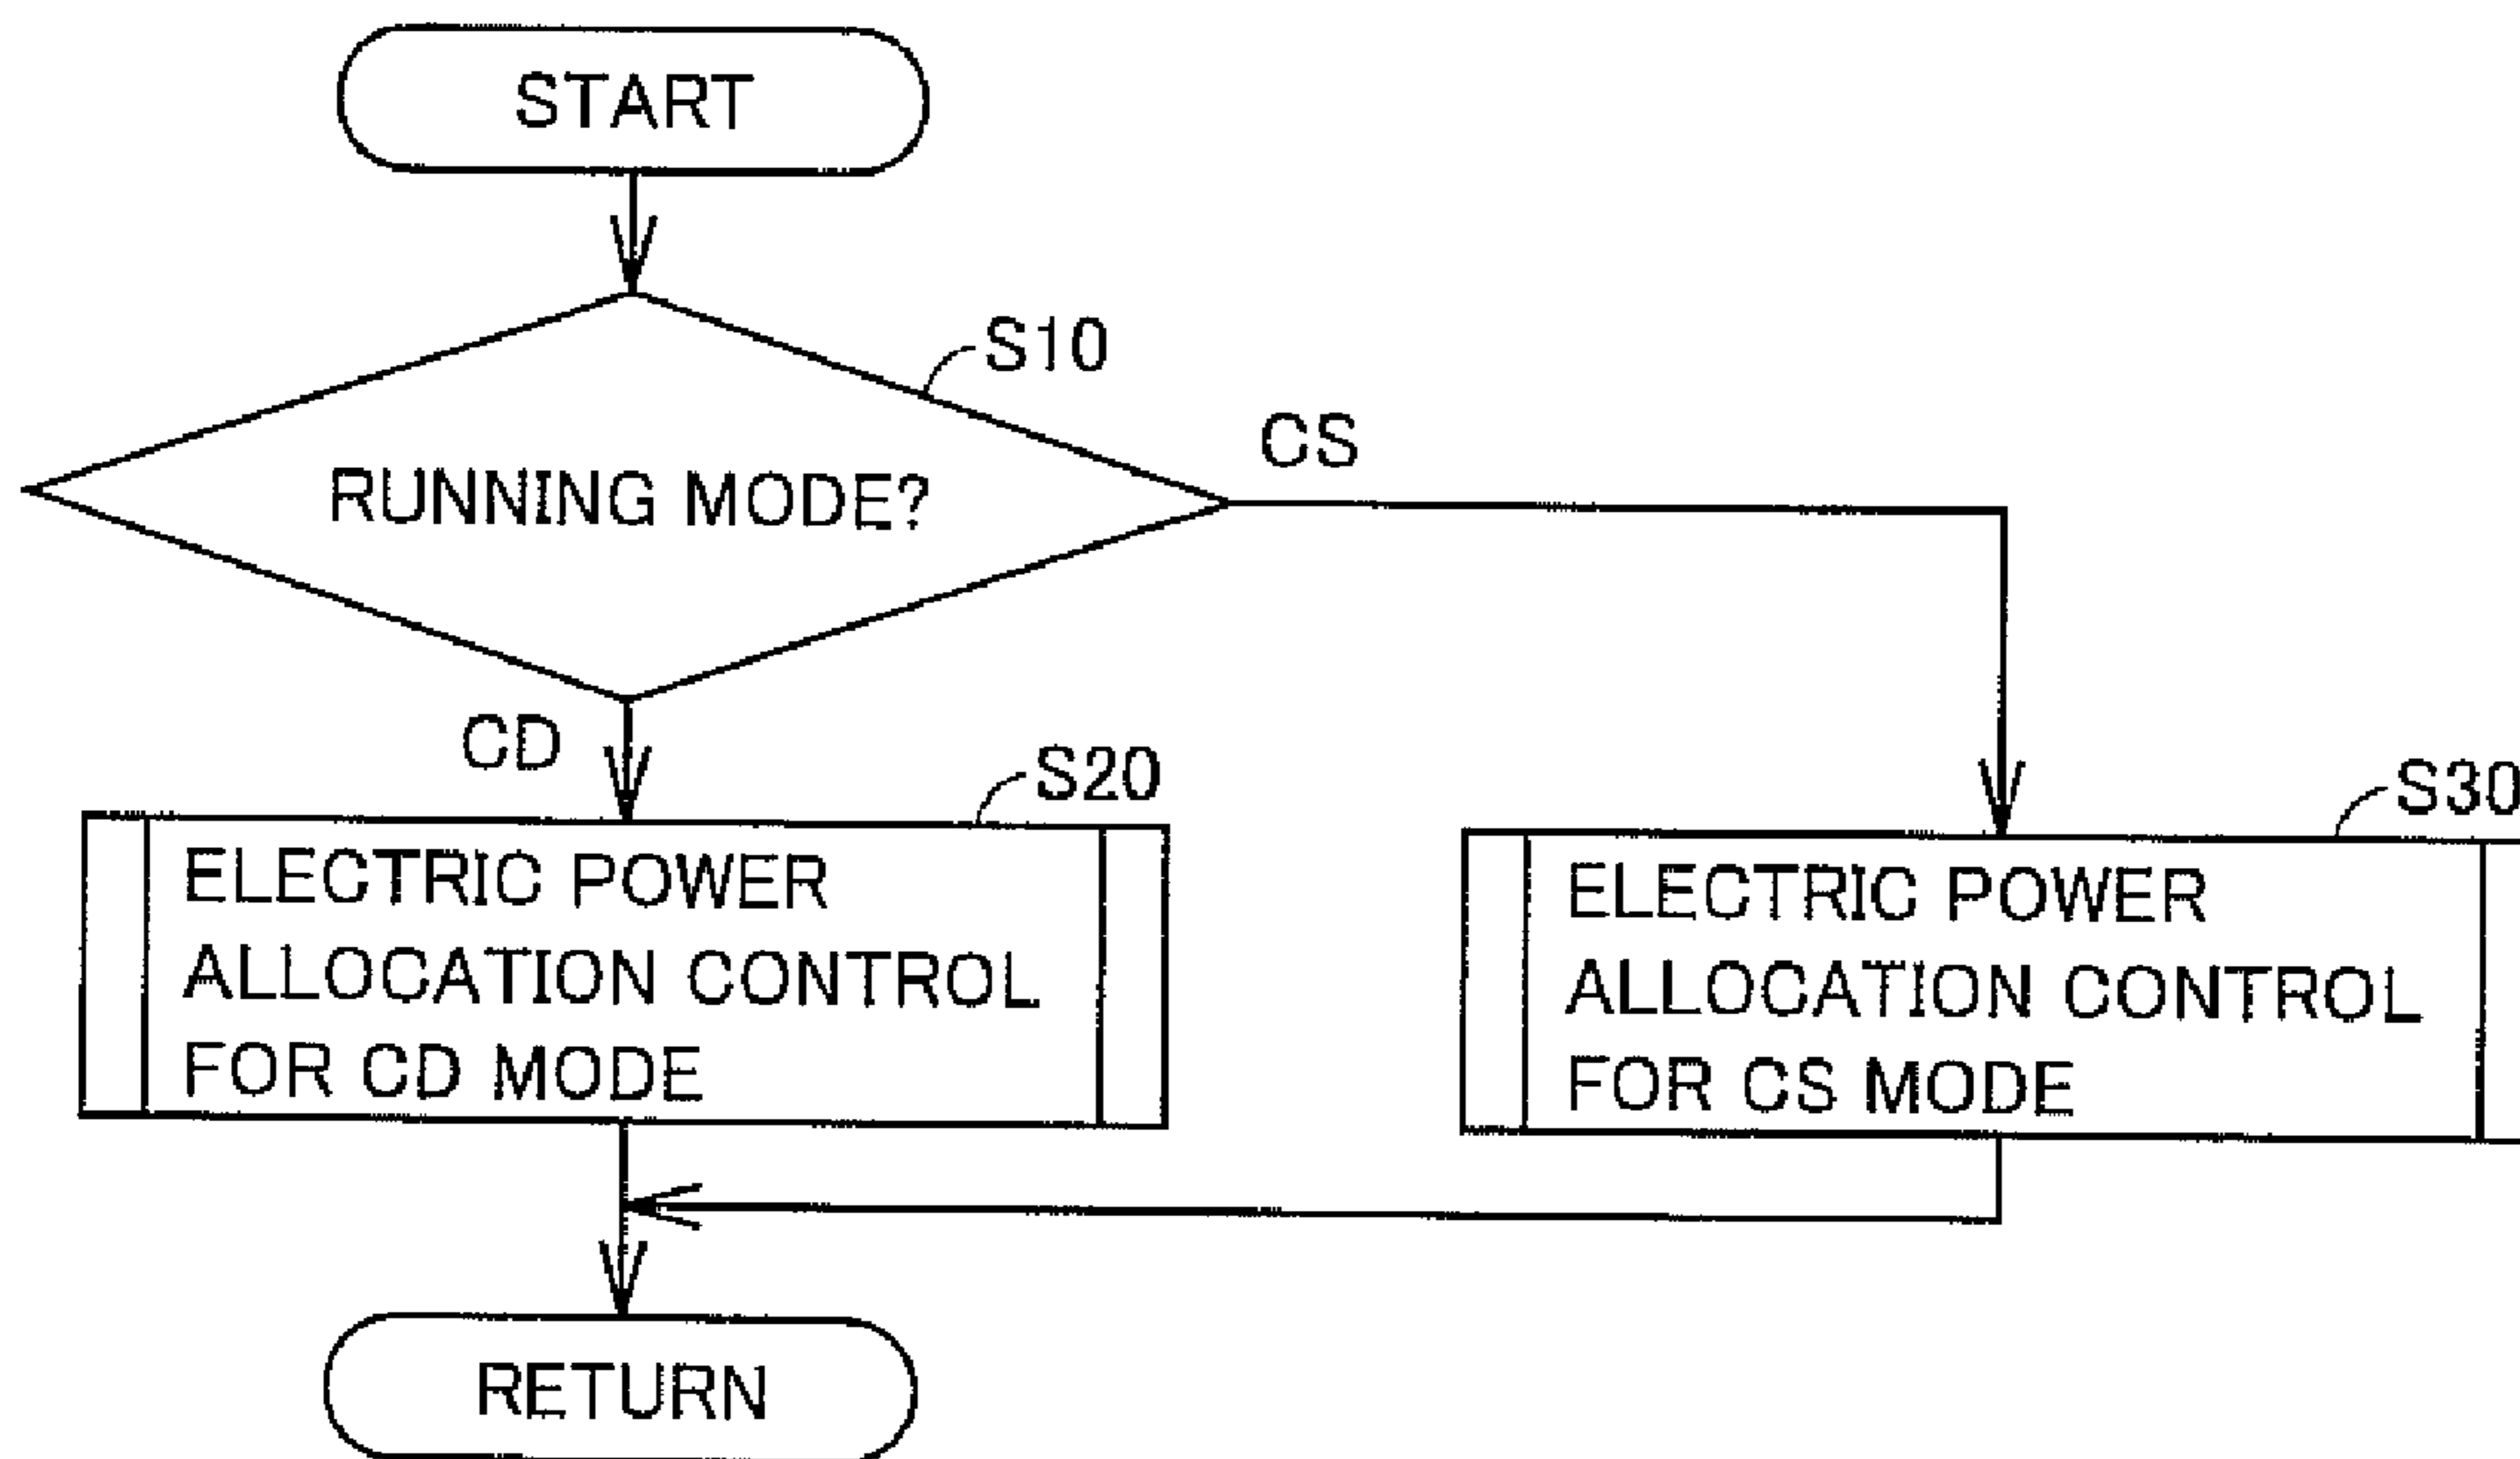 START
S10
RUNNING MODE?
CS
CD
S20
ELECTRIC POWER
ALLOCATION CONTROL
FOR CD MODE
S30
ELECTRIC POWER
ALLOCATION CONTROL
FOR CS MODE
RETURN